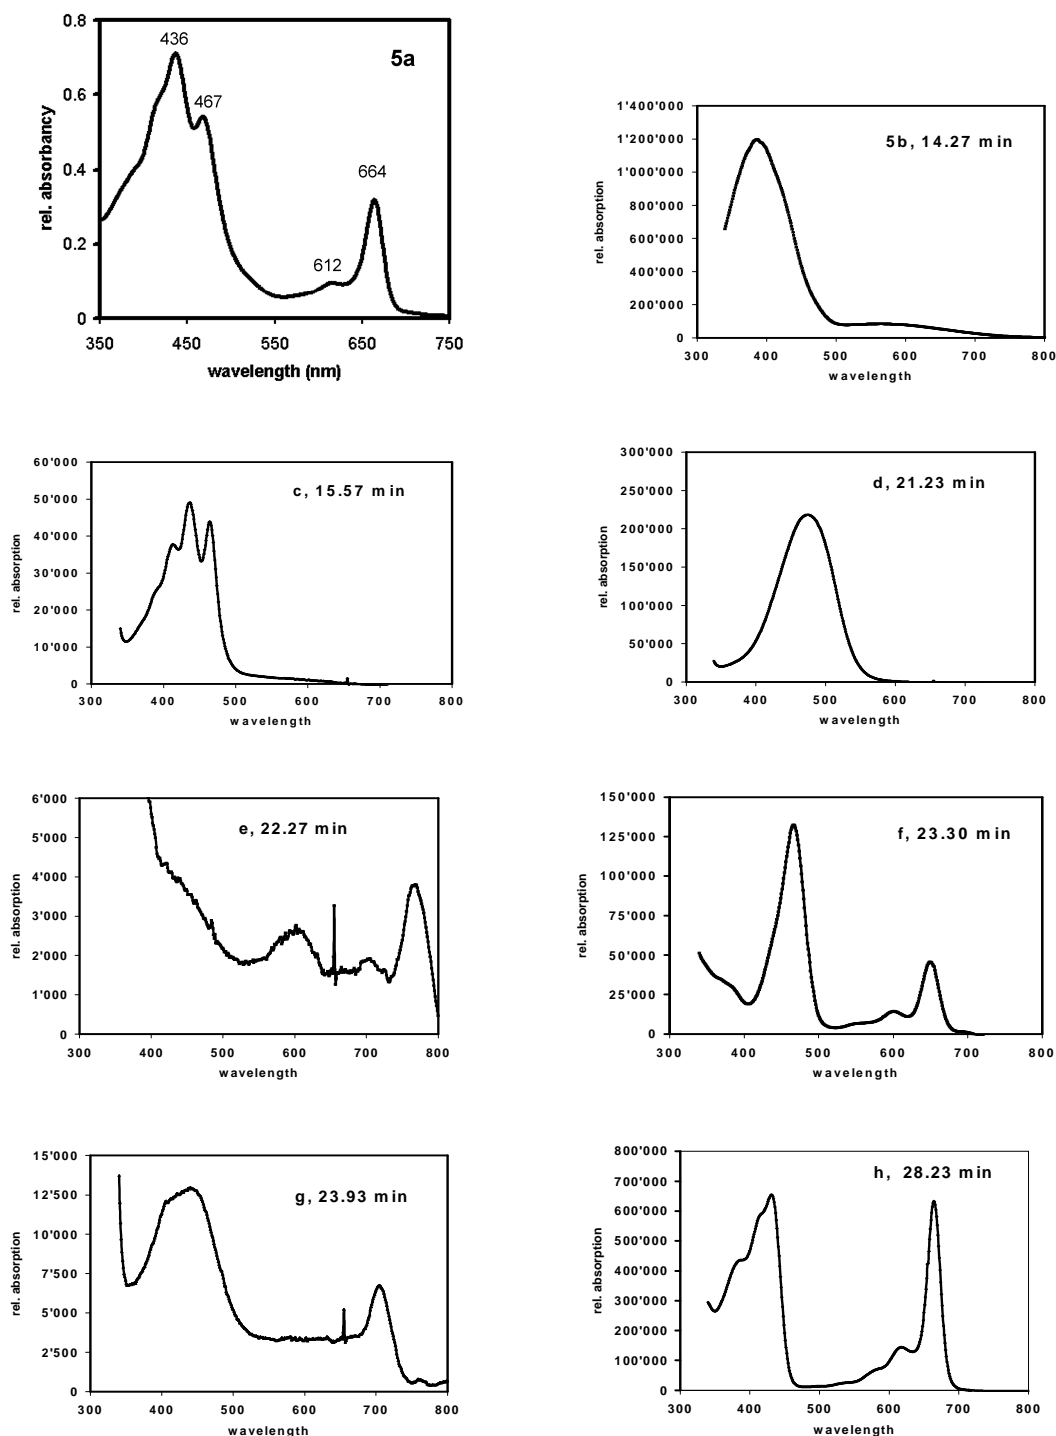 0.8
0.6
0.4
0.2
0
436
467
5a
664
612
350 450 550 650 750
wavelength (nm)
rel. absorbancy
1'400'000
1'200'000
1'000'000
800'000
600'000
400'000
200'000
0
5b, 14.27 min
300 400 500 600 700 800
wavelength
rel. absorption
60'000
50'000
40'000
30'000
20'000
10'000
0
c, 15.57 min
300 400 500 600 700 800
wavelength
rel. absorption
300'000
250'000
200'000
150'000
100'000
50'000
0
d, 21.23 min
300 400 500 600 700 800
wavelength
rel. absorption
6'000
5'000
4'000
3'000
2'000
1'000
0
e, 22.27 min
300 400 500 600 700 800
wavelength
rel. absorption
150'000
125'000
100'000
75'000
50'000
25'000
0
f, 23.30 min
300 400 500 600 700 800
wavelength
rel. absorption
15'000
12'500
10'000
7'500
5'000
2'500
0
g, 23.93 min
300 400 500 600 700 800
wavelength
rel. absorption
800'000
700'000
600'000
500'000
400'000
300'000
200'000
100'000
0
h, 28.23 min
300 400 500 600 700 800
wavelength
rel. absorption